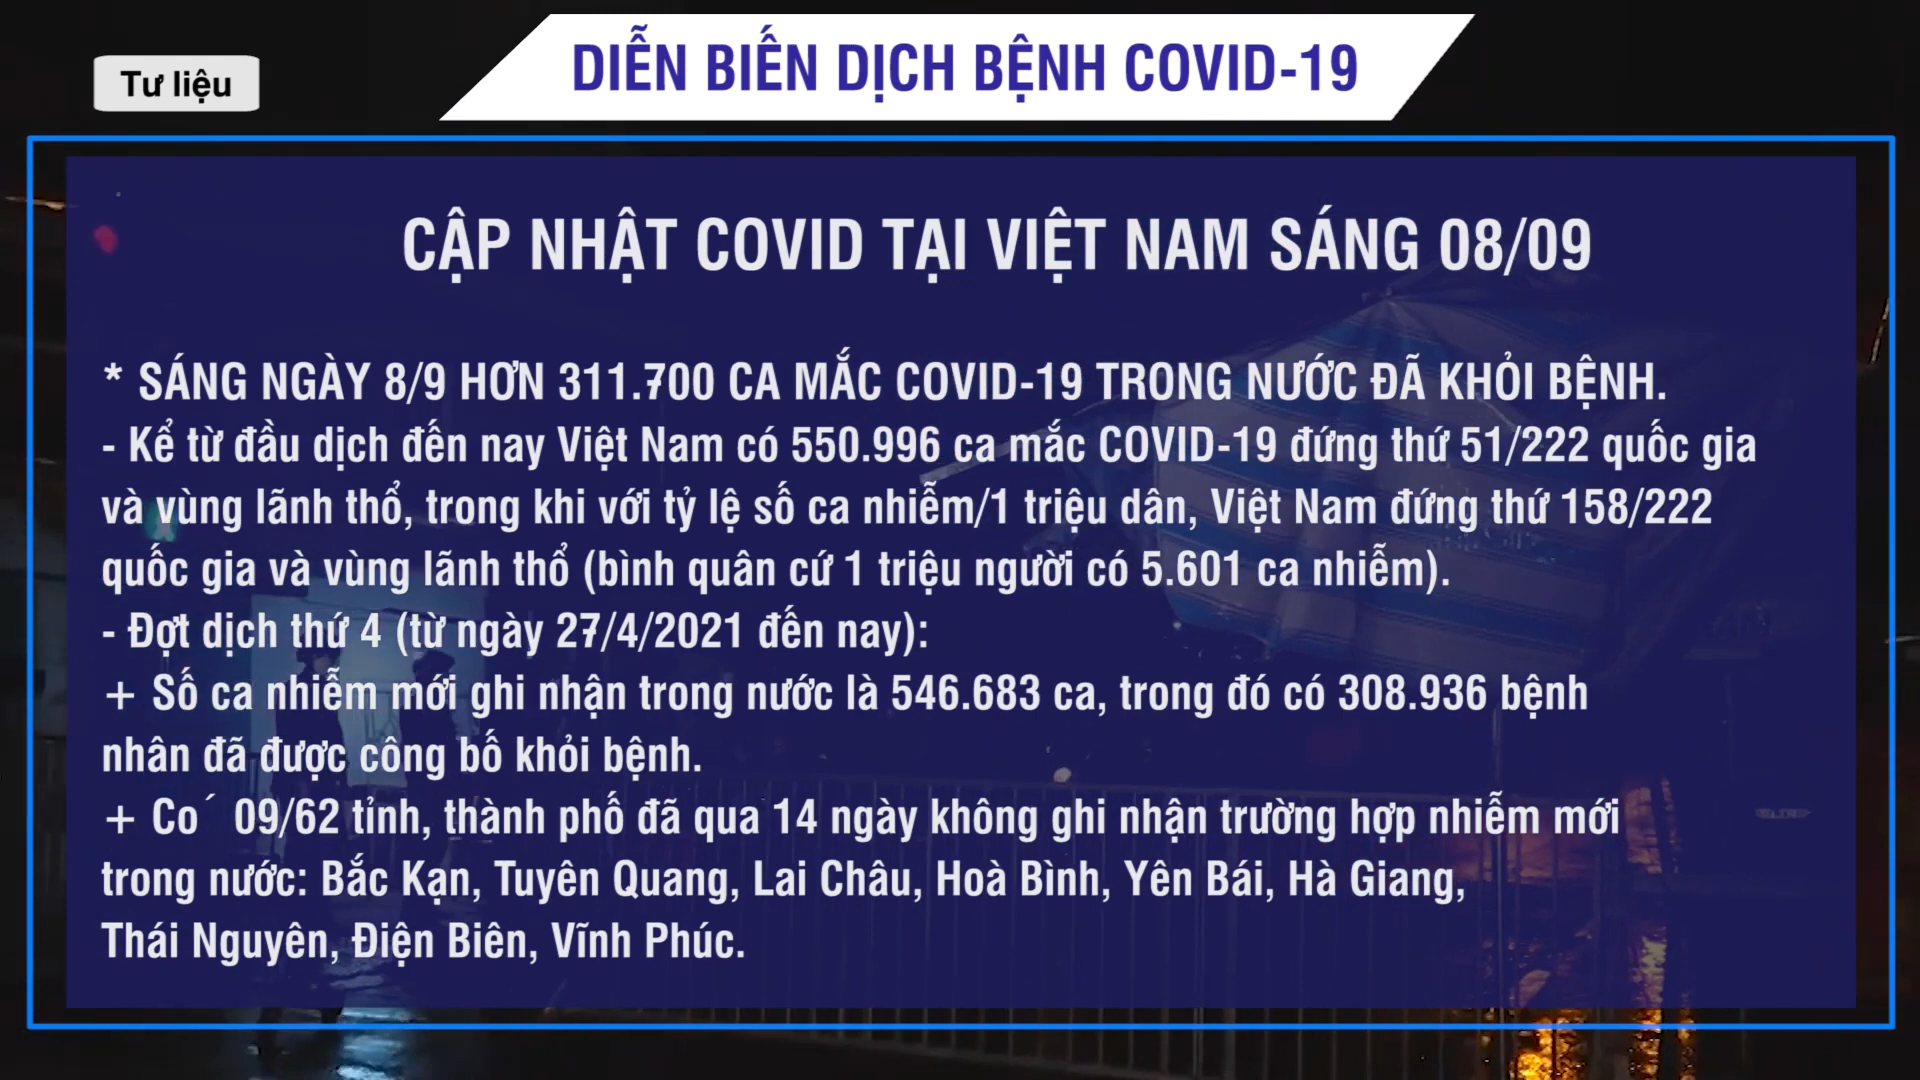 Tư liệu
DIỄN BIẾN DỊCH BỆNH COVID-19
CẬP NHẬT COVID TẠI VIỆT NAM SÁNG 08/09
* SÁNG NGÀY 8/9 HƠN 311.700 CA MẮC COVID-19 TRONG NƯỚC ĐÃ KHỎI BỆNH.
- Kể từ đầu dịch đến nay Việt Nam có 550.996 ca mắc COVID-19 đứng thứ 51/222 quốc gia
và vùng lãnh thổ, trong khi với tỷ lệ số ca nhiễm/1 triệu dân, Việt Nam đứng thứ 158/222
quốc gia và vùng lãnh thổ (bình quân cứ 1 triệu người có 5.601 ca nhiễm).
- Đợt dịch thứ 4 (từ ngày 27/4/2021 đến nay):
+ Số ca nhiễm mới ghi nhận trong nước là 546.683 ca, trong đó có 308.936 bệnh
nhân đã được công bố khỏi bệnh.
+ Co´ 09/62 tỉnh, thành phố đã qua 14 ngày không ghi nhận trường hợp nhiễm mới
trong nước: Bắc Kạn, Tuyên Quang, Lai Châu, Hoà Bình, Yên Bái, Hà Giang,
Thái Nguyên, Điện Biên, Vĩnh Phúc.